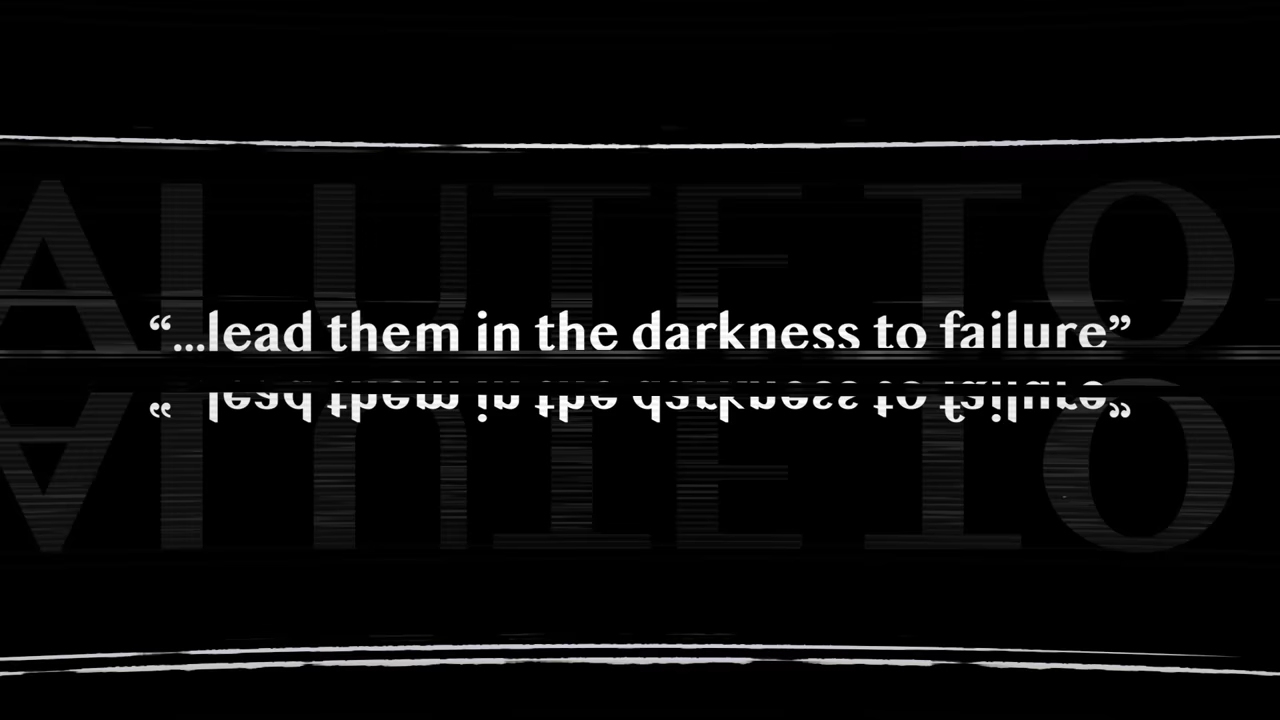 “...lead them in the darkness to failure”